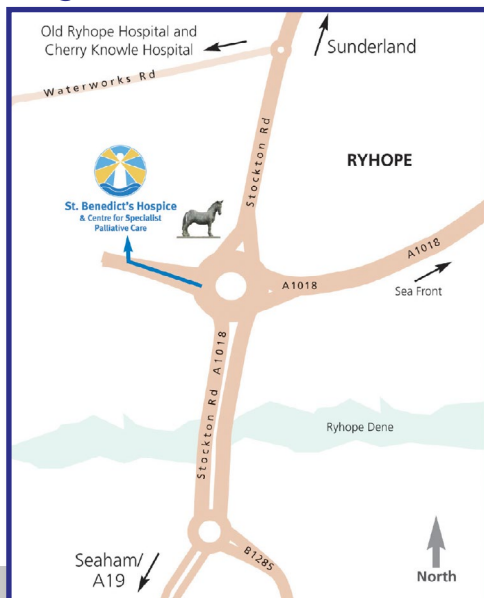 Old Ryhope Hospital and
Cherry Knowle Hospital
Sunderland
Waterworks Rd
Stockton Rd
RYHOPE
St. Benedict's Hospice
& Centre for Specialist
Palliative Care
A1018
A1018
Sea Front
Stockton Rd A1018
Ryhope Dene
Seaham/
A19
B1285
North